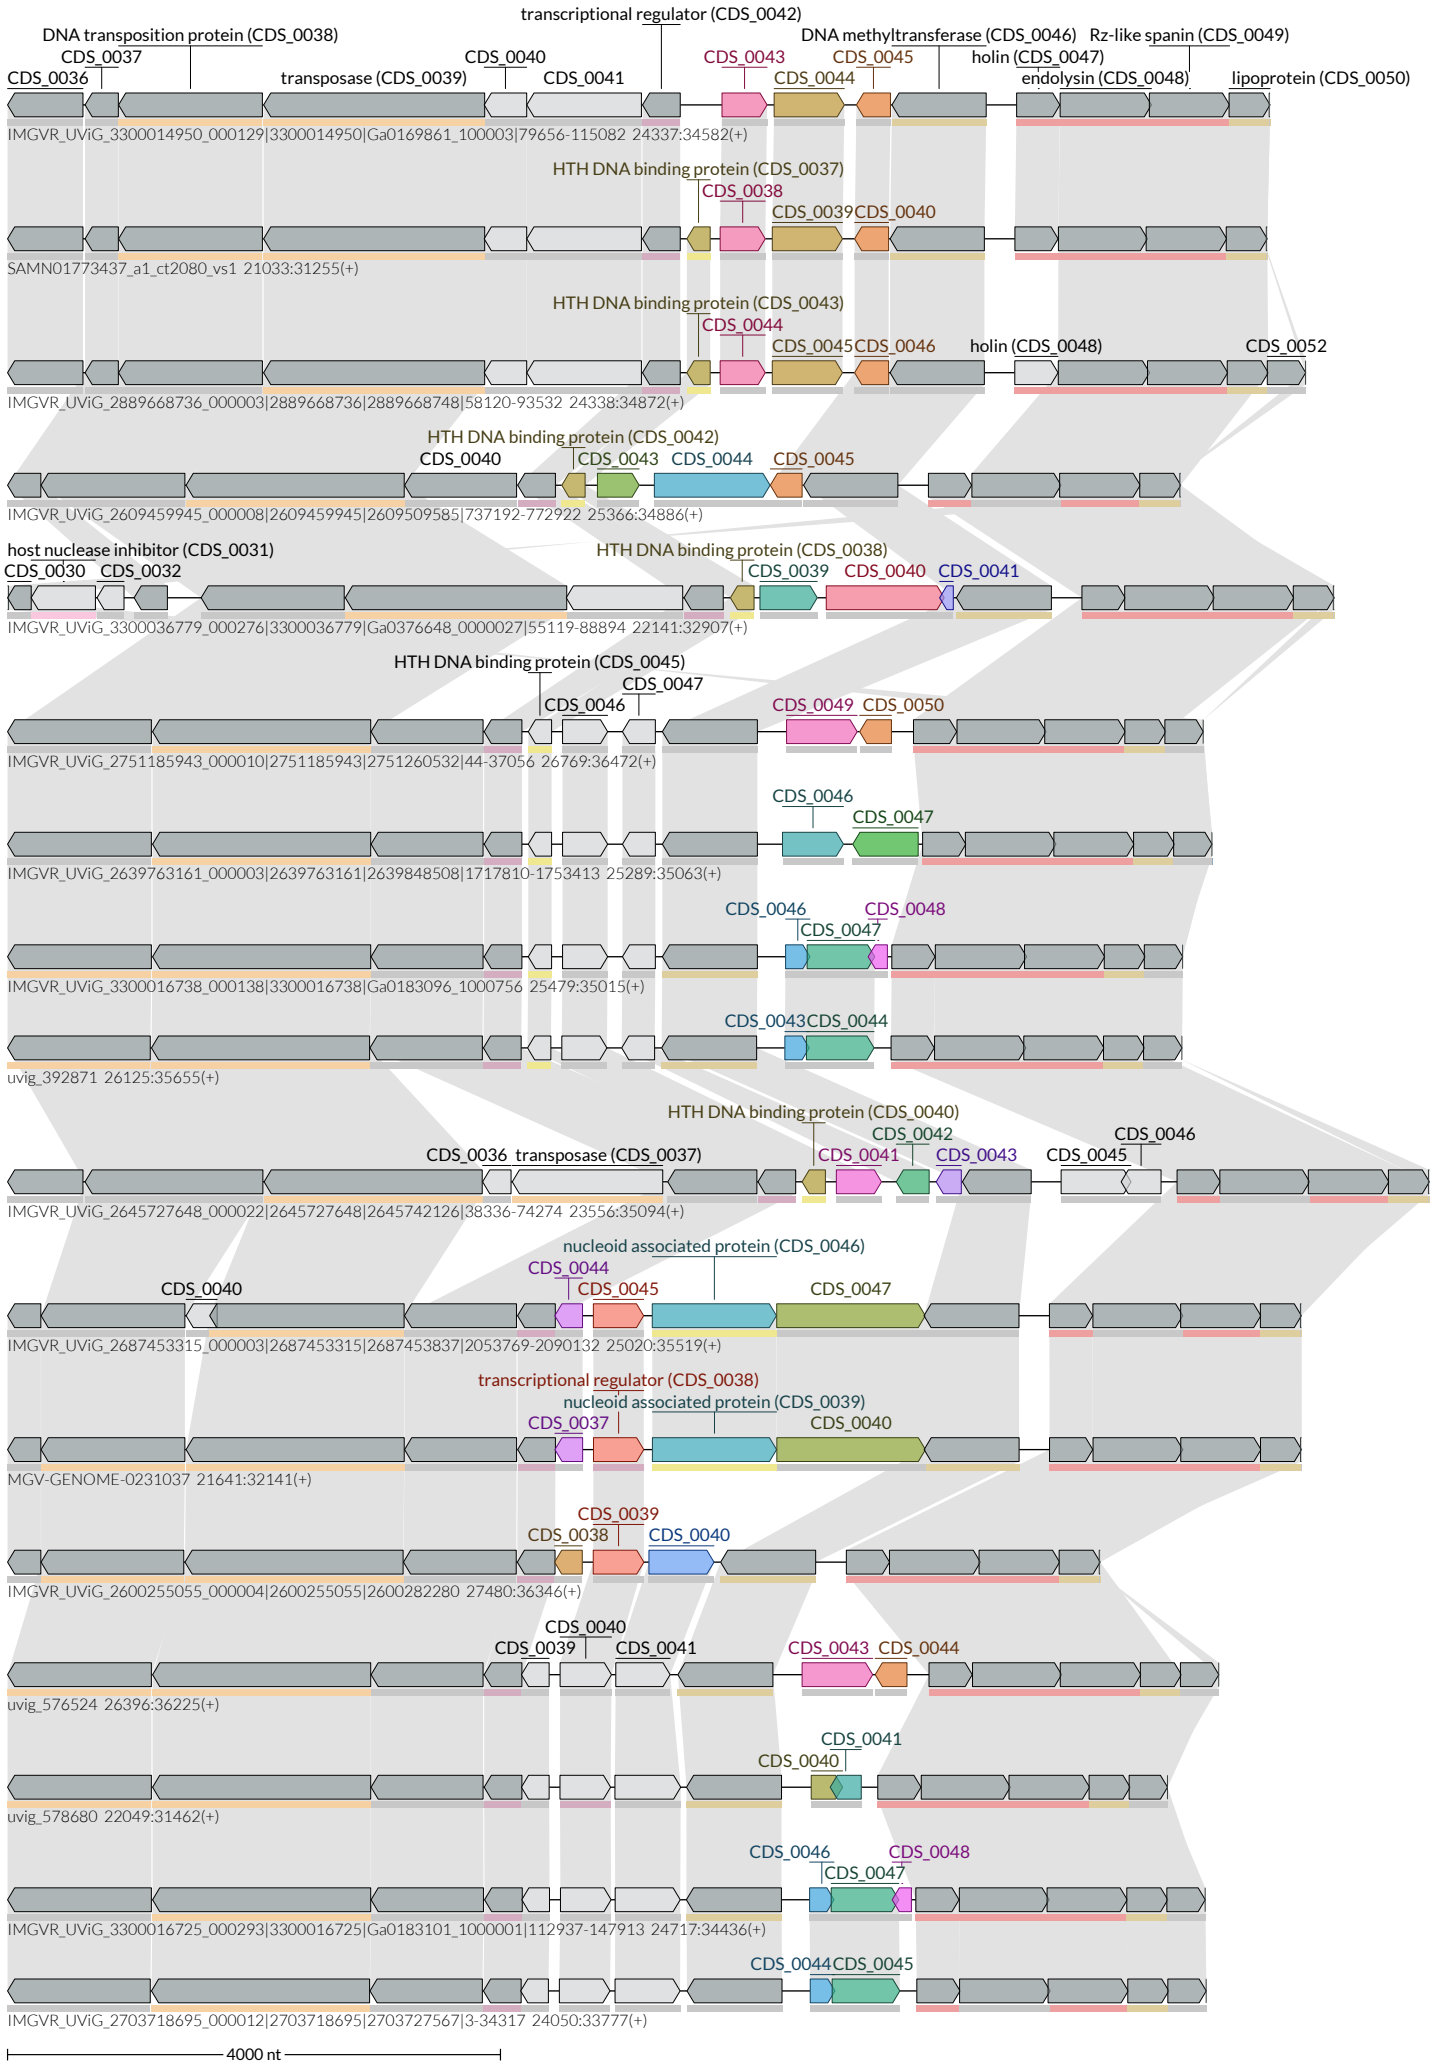 transcriptional regulator (CDS_0042)
DNA transposition protein (CDS_0038) DNA methyltransferase (CDS_0046) Rz-like spanin (CDS_0049)
CDS_0037 CDS_0040 CDS_0043 CDS_0045 holin (CDS_0047)
CDS_0036 transposase (CDS_0039) CDS_0041 CDS_0044 endolysin (CDS_0048) lipoprotein (CDS_0050)
IMGVR_UViG_3300014950_000129|3300014950|Ga0169861_100003|79656-115082 24337:34582(+)
HTH DNA binding protein (CDS_0037)
CDS_0038
CDS_0039 CDS_0040
SAMN01773437_a1_ct2080_vs1 21033:31255(+)
HTH DNA binding protein (CDS_0043)
CDS_0044
CDS_0045 CDS_0046 holin (CDS_0048) CDS_0052
IMGVR_UViG_2889668736_000003|2889668736|2889668748|58120-93532 24338:34872(+)
HTH DNA binding protein (CDS_0042)
CDS_0040 CDS_0043 CDS_0044 CDS_0045
IMGVR_UViG_2609459945_000008|2609459945|2609509585|737192-772922 25366:34886(+)
host nuclease inhibitor (CDS_0031) HTH DNA binding protein (CDS_0038)
CDS_0030 CDS_0032 CDS_0039 CDS_0040 CDS_0041
IMGVR_UViG_3300036779_000276|3300036779|Ga0376648_0000027|55119-88894 22141:32907(+)
HTH DNA binding protein (CDS_0045)
CDS_0047
CDS_0046 CDS_0049 CDS_0050
IMGVR_UViG_2751185943_000010|2751185943|2751260532|44-37056 26769:36472(+)
CDS_0046
CDS_0047
IMGVR_UViG_2639763161_000003|2639763161|2639848508|1717810-1753413 25289:35063(+)
CDS_0046 CDS_0048
CDS_0047
IMGVR_UViG_3300016738_000138|3300016738|Ga0183096_1000756 25479:35015(+)
CDS_0043 CDS_0044
uvig_392871 26125:35655(+)
HTH DNA binding protein (CDS_0040)
CDS_0042 CDS_0046
CDS_0036 transposase (CDS_0037) CDS_0041 CDS_0043 CDS_0045
IMGVR_UViG_2645727648_000022|2645727648|2645742126|38336-74274 23556:35094(+)
nucleoid associated protein (CDS_0046)
CDS_0044
CDS_0040 CDS_0045 CDS_0047
IMGVR_UViG_2687453315_000003|2687453315|2687453837|2053769-2090132 25020:35519(+)
transcriptional regulator (CDS_0038)
nucleoid associated protein (CDS_0039)
CDS_0037 CDS_0040
MGV-GENOME-0231037 21641:32141(+)
CDS_0039
CDS_0038 CDS_0040
IMGVR_UViG_2600255055_000004|2600255055|2600282280 27480:36346(+)
CDS_0040
CDS_0039 CDS_0041 CDS_0043 CDS_0044
uvig_576524 26396:36225(+)
CDS_0041
CDS_0040
uvig_578680 22049:31462(+)
CDS_0046 CDS_0048
CDS_0047
IMGVR_UViG_3300016725_000293|3300016725|Ga0183101_1000001|112937-147913 24717:34436(+)
CDS_0044 CDS_0045
IMGVR_UViG_2703718695_000012|2703718695|2703727567|3-34317 24050:33777(+)
4000 nt